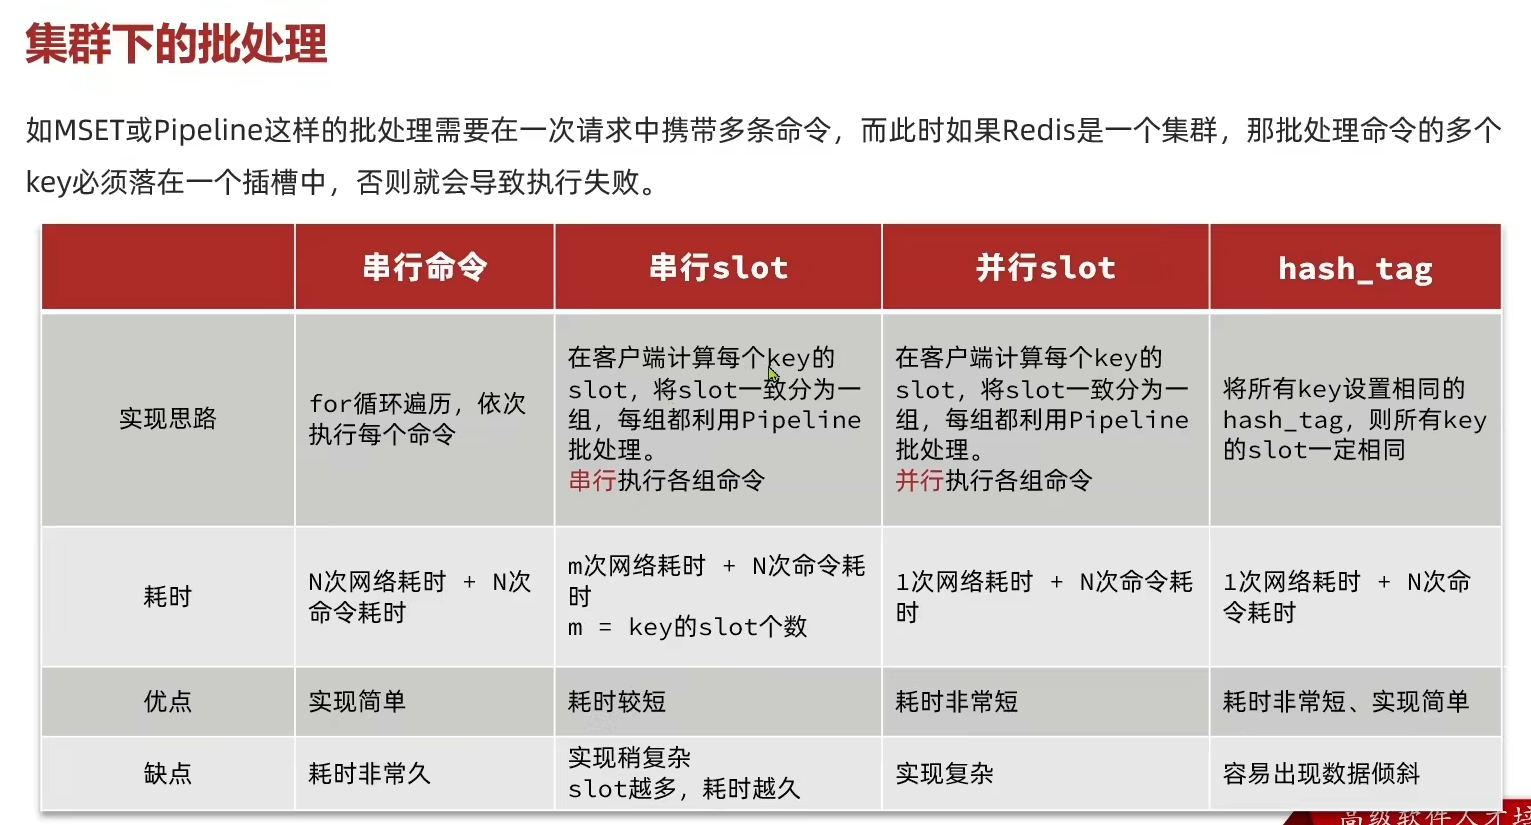 集群下的批处理
如MSET或Pipeline这样的批处理需要在一次请求中携带多条命令，而此时如果Redis是一个集群，那批处理命令的多个
key必须落在一个插槽中，否则就会导致执行失败。
串行命令
串行slot
并行slot
hash_tag
实现思路
for循环遍历，依次
执行每个命令
在客户端计算每个key的
slot，将slot一致分为一
组，每组都利用Pipeline
批处理。
串行执行各组命令
在客户端计算每个key的
slot，将slot一致分为一
组，每组都利用Pipeline
批处理。
并行执行各组命令
将所有key设置相同的
hash_tag，则所有key
的slot一定相同
耗时
N次网络耗时 + N次
命令耗时
m次网络耗时 + N次命令耗
时
m = key的slot个数
1次网络耗时 + N次命令耗
时
1次网络耗时 + N次命
令耗时
优点
实现简单
耗时较短
耗时非常短
耗时非常短、实现简单
缺点
耗时非常久
实现稍复杂
slot越多，耗时越久
实现复杂
容易出现数据倾斜
高级软件人才培